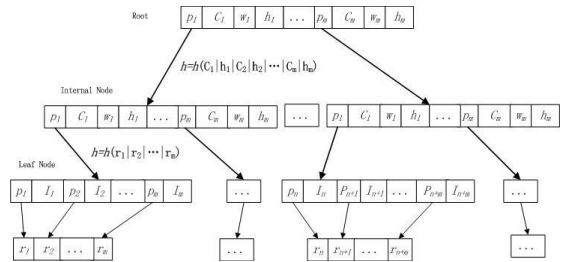 Root
p1 C1 w1 h1 ... pm Cm wm hm
h=h(C1|h1|C2|h2|…|Cm|hm)
Internal Node
p1 C1 w1 h1 ... pm Cm wm hm ... p1 C1 w1 h1 ... pm Cm wm hm
h=h(r1|r2|…|rm)
Leaf Node
p1 I1 p2 I2 ... pm Im ... pn In Pn+1 In+1 ... Pn+m In+m ...
r1 r2 ... rm ... rn rn+1 ... rn+m ...